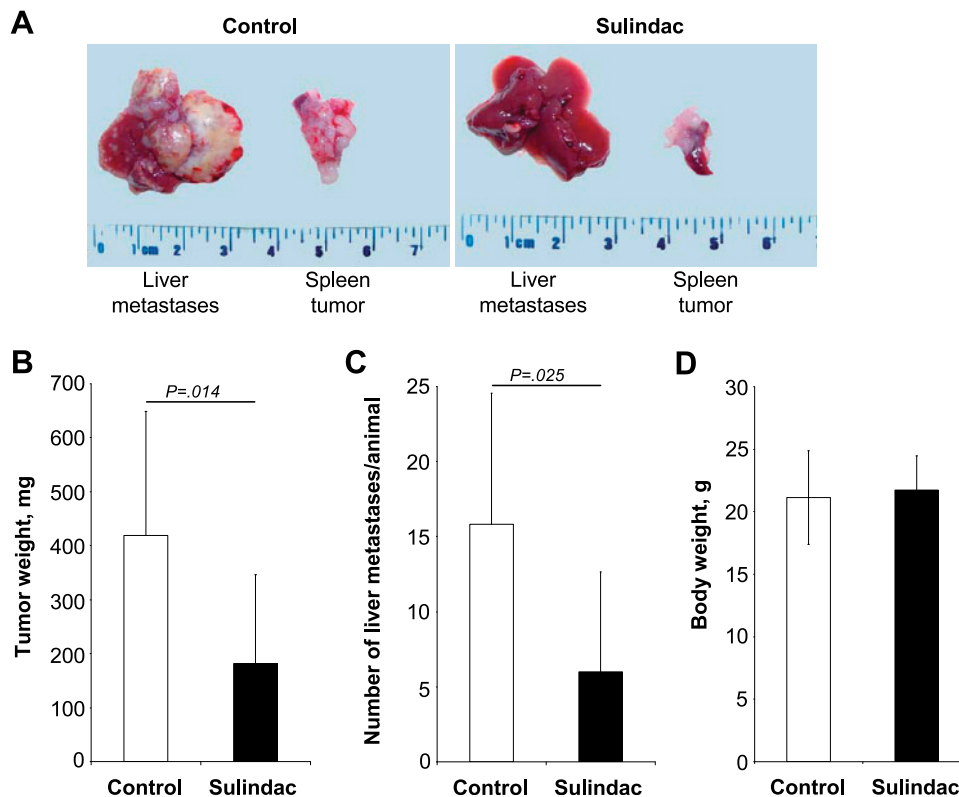 A
Control
Sulindac
0 1 cm 2 3 4 5 6 7
0 1 cm 2 3 4 5 6
Liver
metastases
Spleen
tumor
Liver
metastases
Spleen
tumor
B
Tumor weight, mg
700
600
500
400
300
200
100
0
P=.014
Control
Sulindac
C
Number of liver metastases/animal
25
20
15
10
5
0
P=.025
Control
Sulindac
D
Body weight, g
30
25
20
15
10
5
0
Control
Sulindac